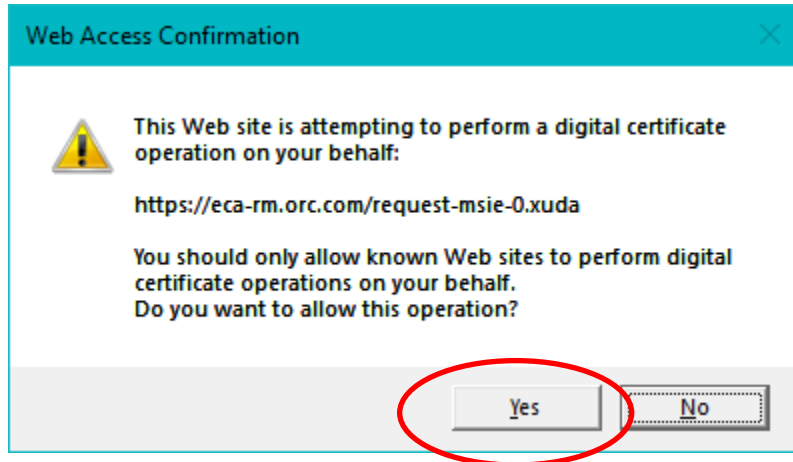 Web Access Confirmation
This Web site is attempting to perform a digital certificate
operation on your behalf:
https://eca-rm.orc.com/request-msie-0.xuda
You should only allow known Web sites to perform digital
certificate operations on your behalf.
Do you want to allow this operation?
Yes
No